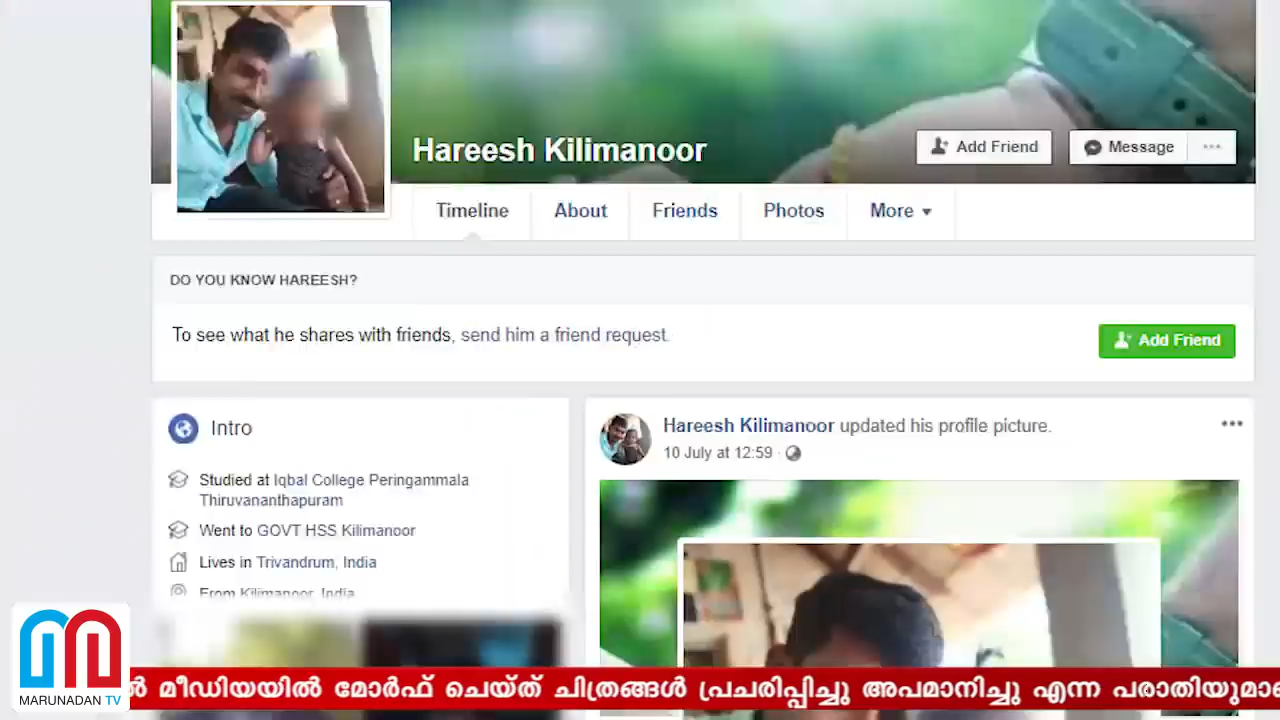 Hareesh Kilimanoor
Add Friend
Message
Timeline
About
Friends
Photos
More
DO YOU KNOW HAREESH?
To see what he shares with friends, send him a friend request.
Add Friend
Intro
Studied at Iqbal College Peringammala
Thiruvananthapuram
Went to GOVT HSS Kilimanoor
Lives in Trivandrum, India
From Kilimanoor, India
Hareesh Kilimanoor updated his profile picture.
10 July at 12:59
MARUNADAN TV
മീഡിയയിൽ മോർഫ് ചെയ്ത് ചിത്രങ്ങൾ പ്രചരിപ്പിച്ചു അപമാനിച്ചു എന്ന